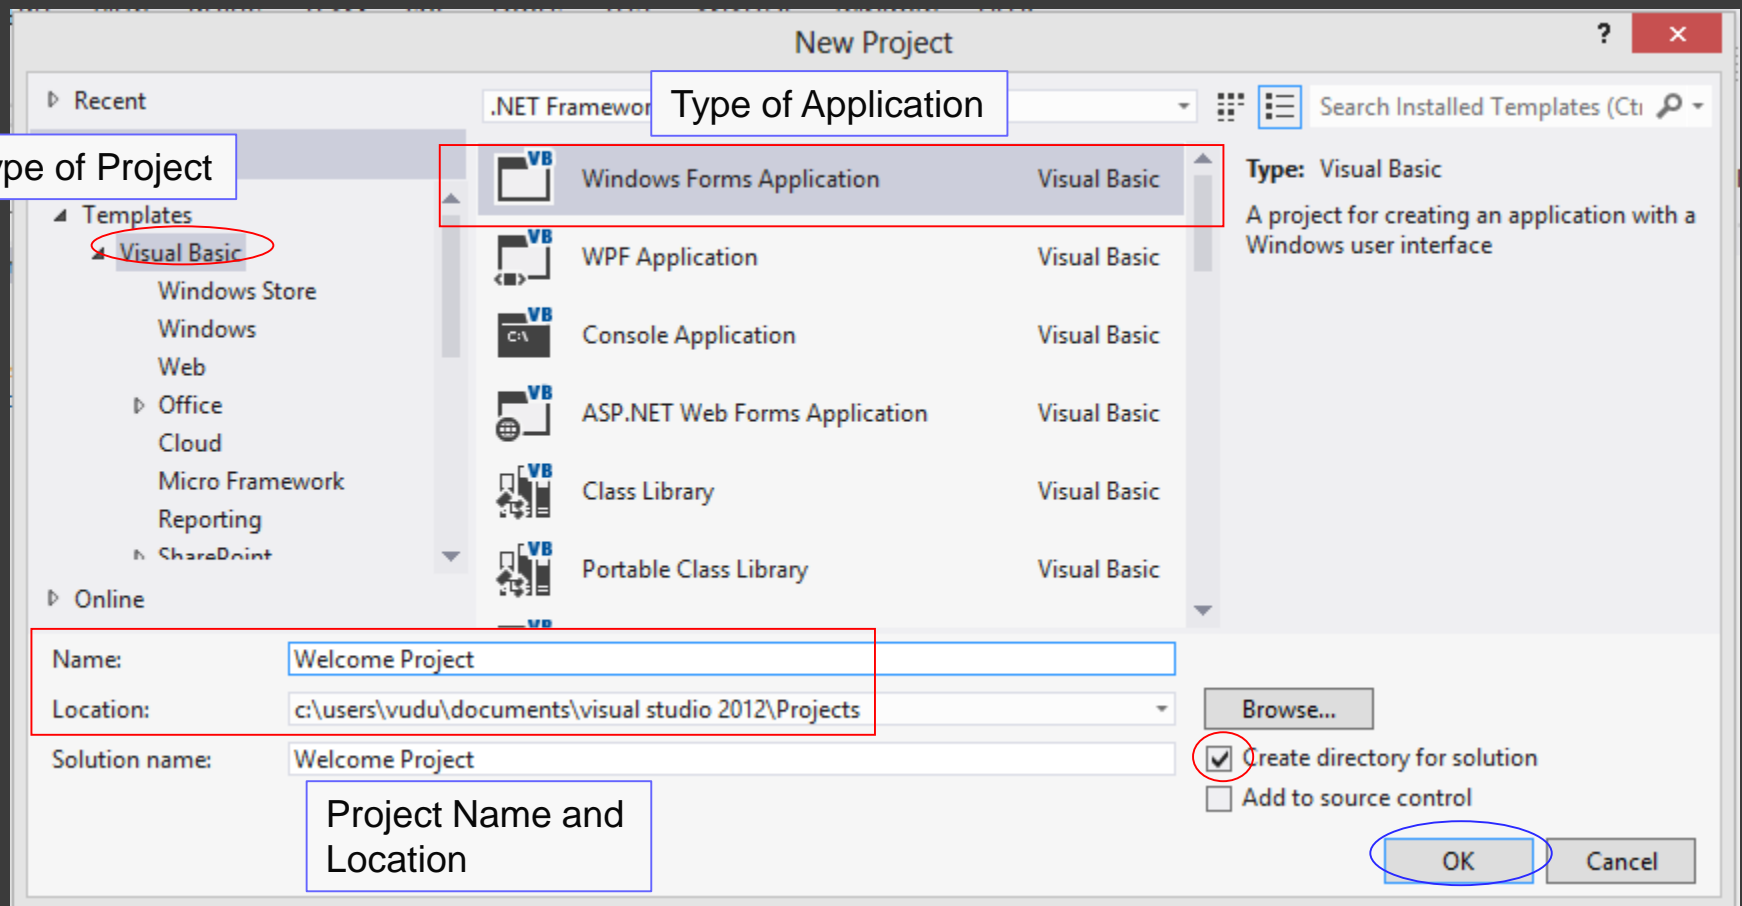 New Project
?
Recent
.NET
Type of Application
Search Installed Templates
Type: Visual Basic
A project for creating an application with a
Windows user interface
of Project
Templates
Visual Basic
Windows Store
Windows
Web
Office
Cloud
Micro Framework
Reporting
SharePoint
Online
VB
Windows Forms Application Visual Basic
VB
WPF Application Visual Basic
VB
C:\
Console Application Visual Basic
VB
ASP.NET Web Forms Application Visual Basic
VB
Class Library Visual Basic
VB
Portable Class Library Visual Basic
VB
Name: Welcome Project
Location: c:\users\vudu\documents\visual studio 2012\Projects
Browse...
Solution name: Welcome Project
Create directory for solution
Add to source control
Project Name and
Location
OK
Cancel